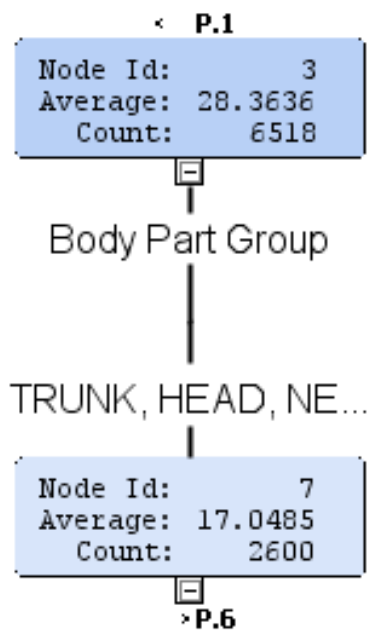 < P.1
Node Id: 3
Average: 28.3636
Count: 6518
Body Part Group
TRUNK, HEAD, NE...
Node Id: 7
Average: 17.0485
Count: 2600
> P.6